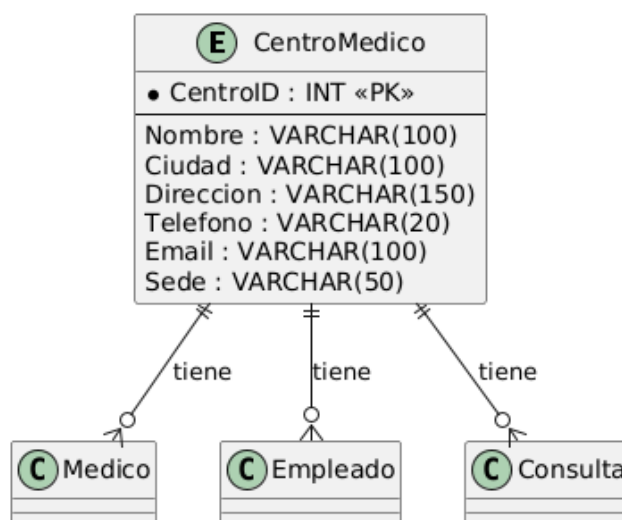 E CentroMedico
CentroID : INT «PK»
Nombre : VARCHAR(100)
Ciudad : VARCHAR(100)
Direccion : VARCHAR(150)
Telefono : VARCHAR(20)
Email : VARCHAR(100)
Sede : VARCHAR(50)
tiene tiene tiene
C Medico C Empleado C Consulta